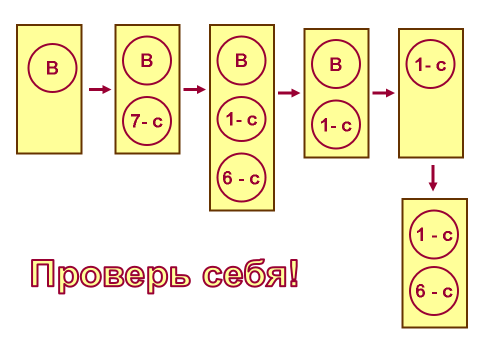 В
В
7- с
В
1- с
6 - с
В
1- с
1- с
1 - с
6 - с
Проверь себя!